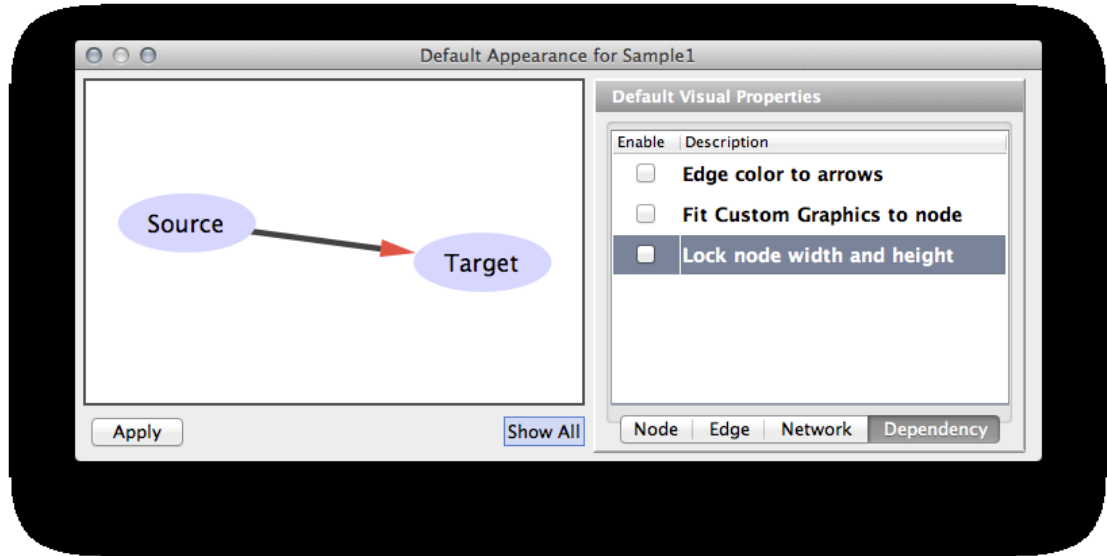 Default Appearance for Sample1
Source
Target
Apply
Show All
Default Visual Properties
Enable Description
Edge color to arrows
Fit Custom Graphics to node
Lock node width and height
Node Edge Network Dependency